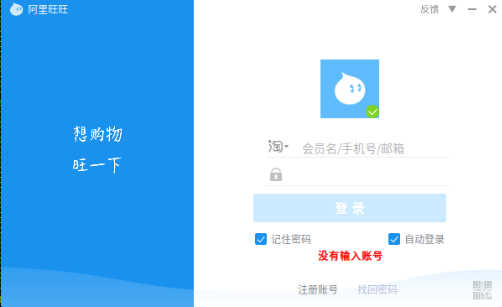 阿里旺旺
反馈
想购物
旺一下
淘
会员名/手机号/邮箱
登 录
记住密码
自动登录
没有输入账号
注册账号
找回密码